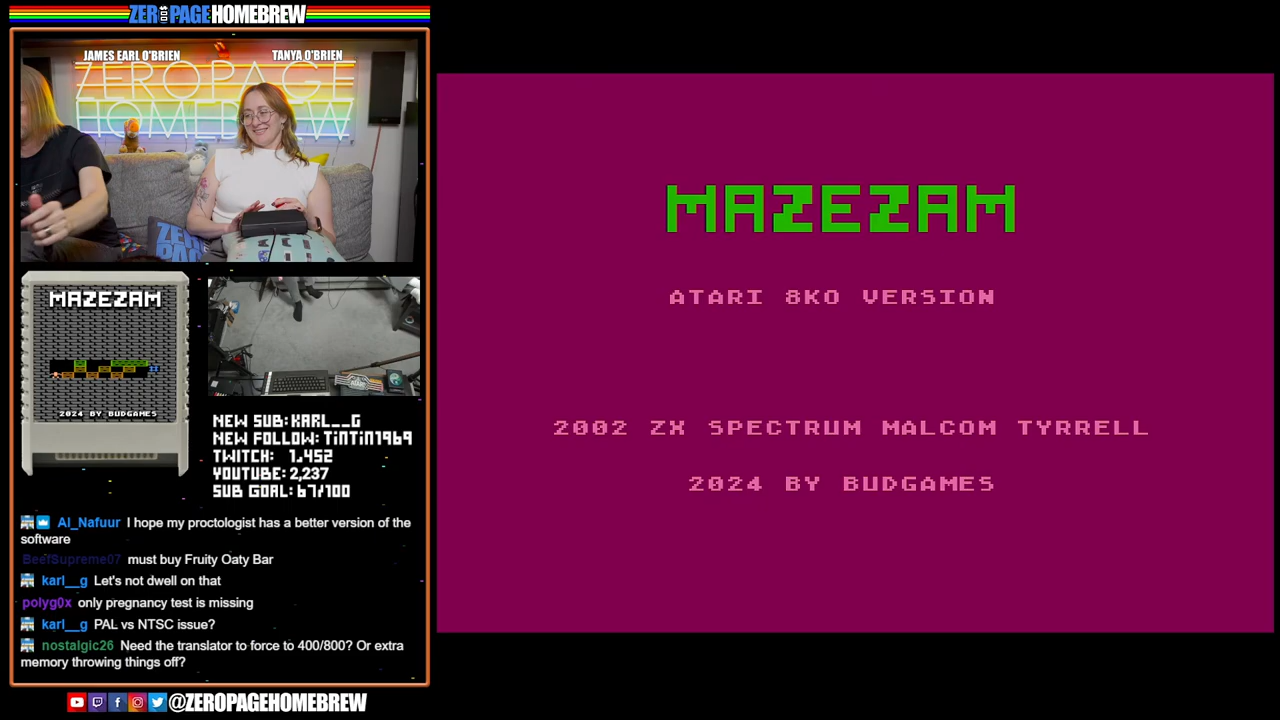 ZEROPAGE HOMEBREW
JAMES EARL O'BRIEN
TANYA O'BRIEN
ZEROPAGE
HOMEBREW
MAZEZAM
2024 BY BUDGAMES
NEW SUB: KARL__G
NEW FOLLOW: TINTIN1969
TWITCH: 1,452
YOUTUBE: 2,237
SUB GOAL: 67/100
Al_Nafuur I hope my proctologist has a better version of the
software
BeefSupreme07 must buy Fruity Oaty Bar
karl__g Let's not dwell on that
polyg0x only pregnancy test is missing
karl__g PAL vs NTSC issue?
nostalgic26 Need the translator to force to 400/800? Or extra
memory throwing things off?
@ZEROPAGEHOMEBREW
MAZEZAM
ATARI 8KO VERSION
2002 ZX SPECTRUM MALCOM TYRRELL
2024 BY BUDGAMES